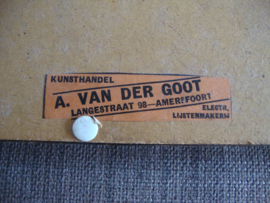 KUNSTHANDEL
A. VAN DER GOOT
LANGESTRAAT 98—AMERSFOORT
ELECTR.
LIJSTENMAKERIJ